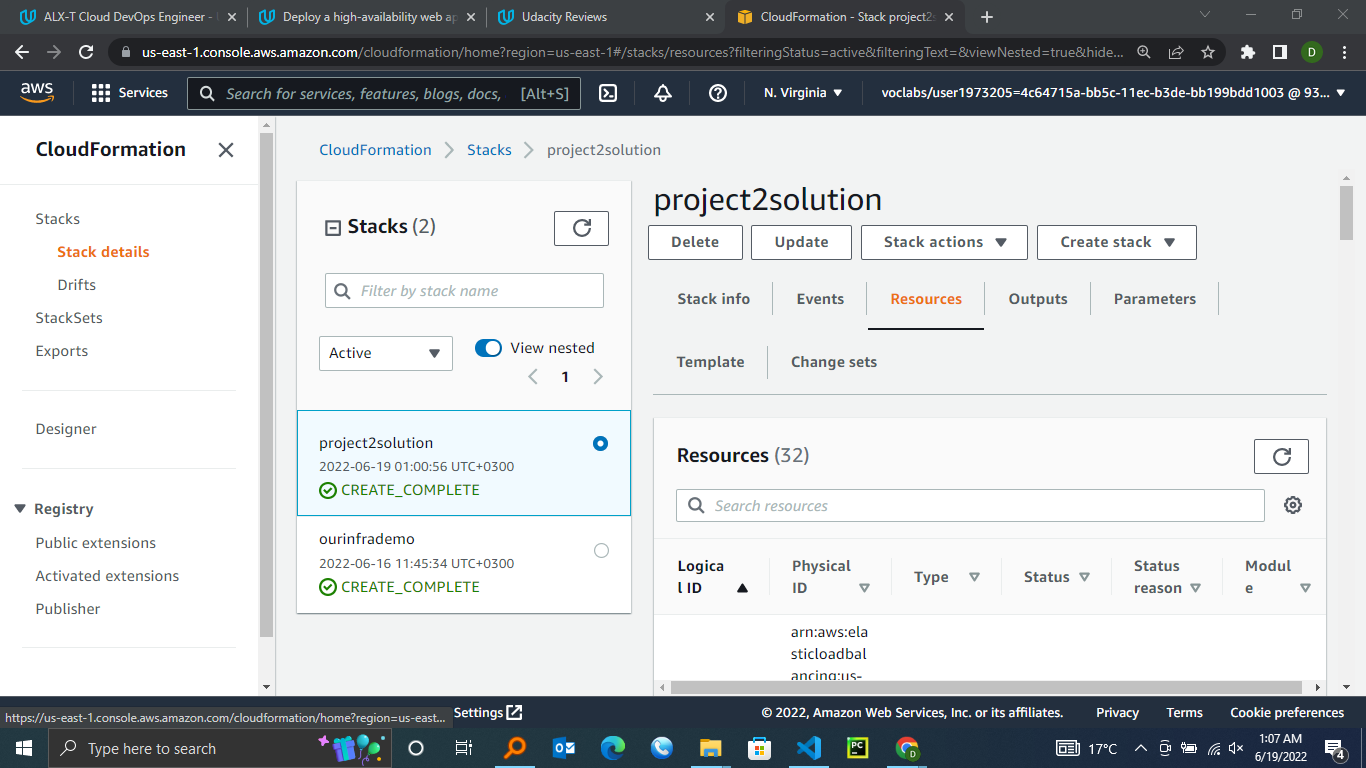 ALX-T Cloud DevOps Engineer -
Deploy a high-availability web ap
Udacity Reviews
CloudFormation - Stack project2s
us-east-1.console.aws.amazon.com/cloudformation/home?region=us-east-1#/stacks/resources?filteringStatus=active&filteringText=&viewNested=true&hide...
D
aws
Services
Search for services, features, blogs, docs,
[Alt+S]
N. Virginia
voclabs/user1973205=4c64715a-bb5c-11ec-b3de-bb199bdd1003 @ 93...
CloudFormation
Stacks
Stack details
Drifts
StackSets
Exports
Designer
Registry
Public extensions
Activated extensions
Publisher
CloudFormation
Stacks
project2solution
Stacks (2)
Filter by stack name
Active
View nested
1
project2solution
2022-06-19 01:00:56 UTC+0300
CREATE_COMPLETE
ourinfrademo
2022-06-16 11:45:34 UTC+0300
CREATE_COMPLETE
project2solution
Delete
Update
Stack actions
Create stack
Stack info
Events
Resources
Outputs
Parameters
Template
Change sets
Resources (32)
Search resources
Logica
l ID
Physical
ID
Type
Status
Status
reason
Modul
e
arn:aws:ela
sticloadbal
ancing:us-
https://us-east-1.console.aws.amazon.com/cloudformation/home?region=us-east...
Settings
© 2022, Amazon Web Services, Inc. or its affiliates.
Privacy
Terms
Cookie preferences
Type here to search
PC
D
17°C
1:07 AM
6/19/2022
4